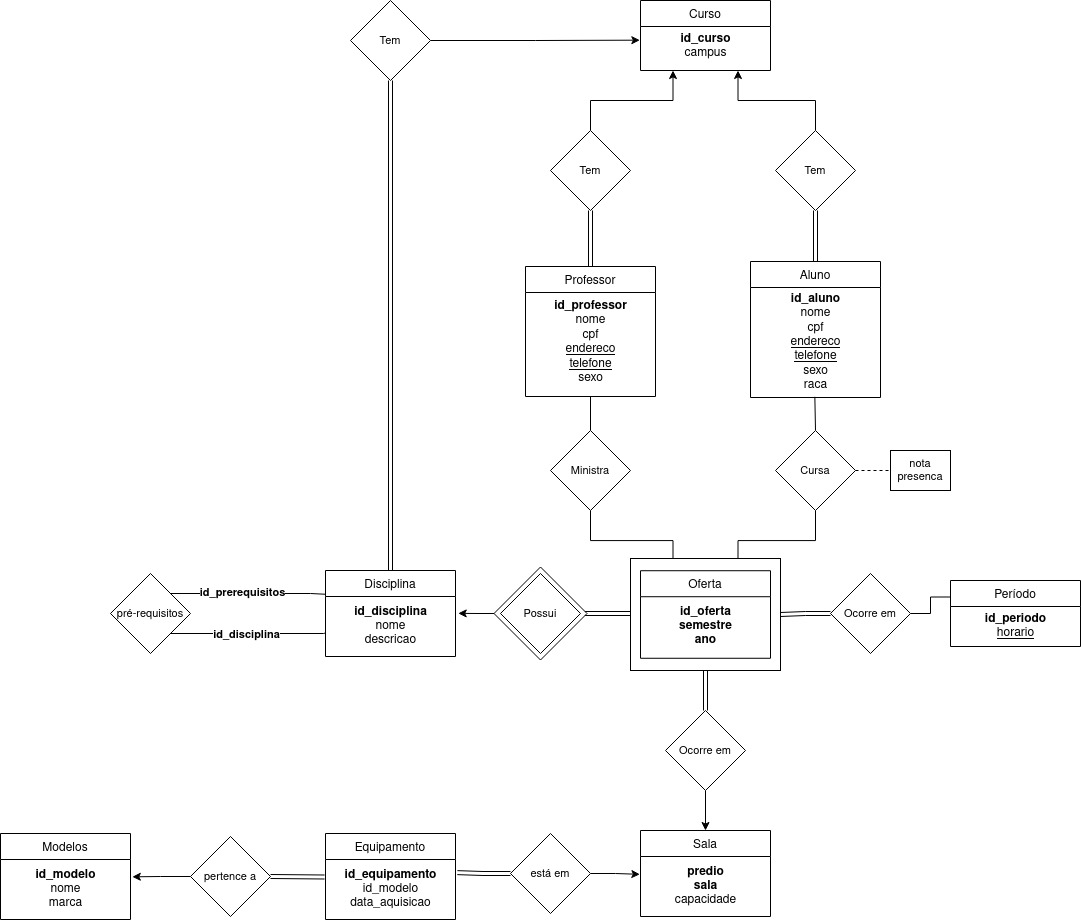 Curso
id_curso
campus
Tem
Tem
Tem
Professor
id_professor
nome
cpf
endereco
telefone
sexo
Aluno
id_aluno
nome
cpf
endereco
telefone
sexo
raca
Ministra
Cursa
nota
presenca
pré-requisitos
id_prerequisitos
id_disciplina
Disciplina
id_disciplina
nome
descricao
Possui
Oferta
id_oferta
semestre
ano
Ocorre em
Período
id_periodo
horario
Ocorre em
Modelos
id_modelo
nome
marca
pertence a
Equipamento
id_equipamento
id_modelo
data_aquisicao
está em
Sala
predio
sala
capacidade